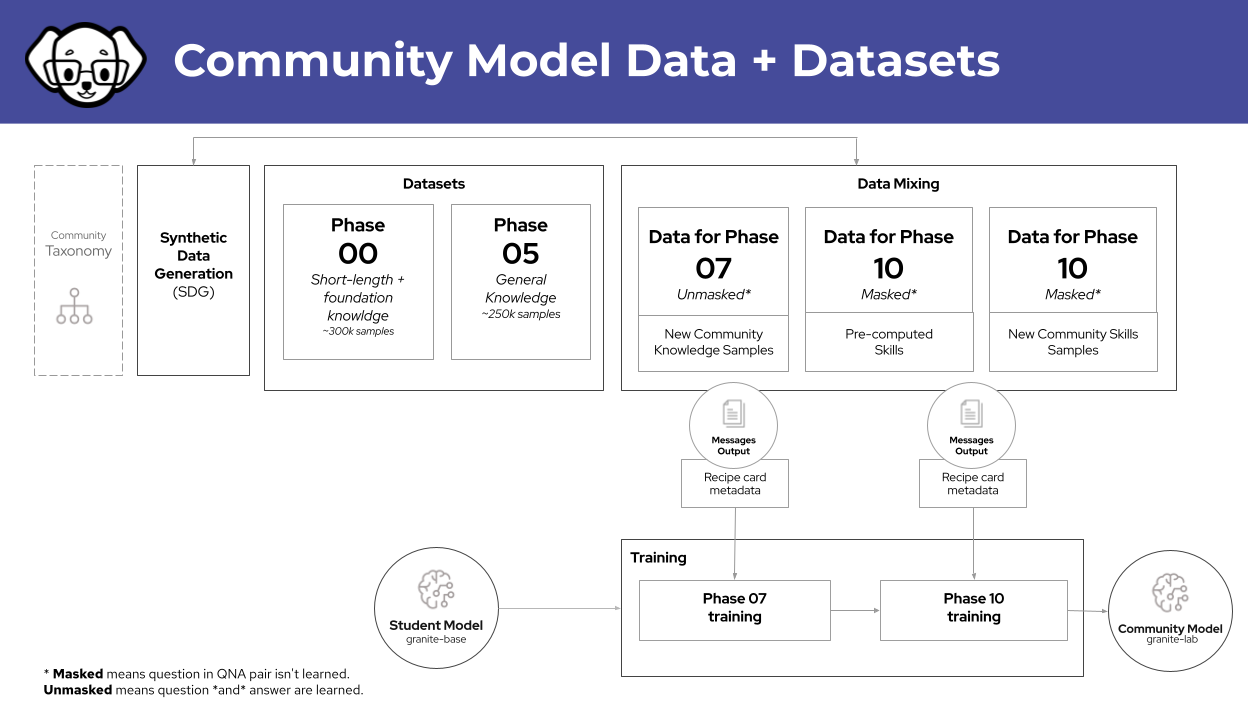 Community Model Data + Datasets
Community
Taxonomy
Synthetic
Data
Generation
(SDG)
Datasets
Phase
00
Short-length +
foundation
knowldge
~300k samples
Phase
05
General
Knowledge
~250k samples
Data Mixing
Data for Phase
07
Unmasked*
New Community
Knowledge Samples
Data for Phase
10
Masked*
Pre-computed
Skills
Data for Phase
10
Masked*
New Community Skills
Samples
Messages
Output
Recipe card
metadata
Messages
Output
Recipe card
metadata
Training
Phase 07
training
Phase 10
training
Student Model
granite-base
Community Model
granite-lab
* Masked means question in QNA pair isn't learned.
Unmasked means question *and* answer are learned.